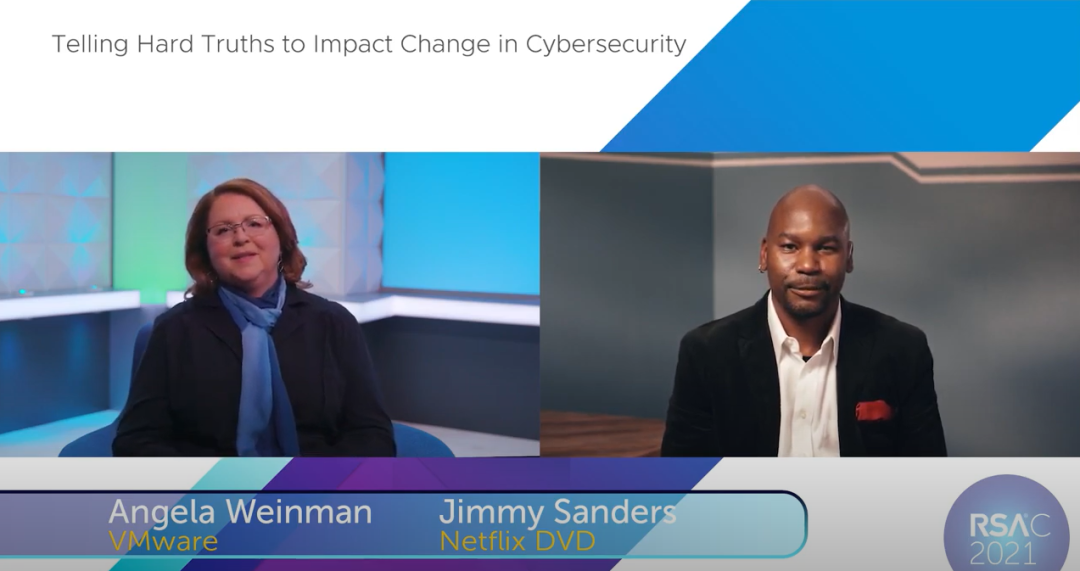 Telling Hard Truths to Impact Change in Cybersecurity
Angela Weinman
Jimmy Sanders
VMware
Netflix DVD
RSAC
2021